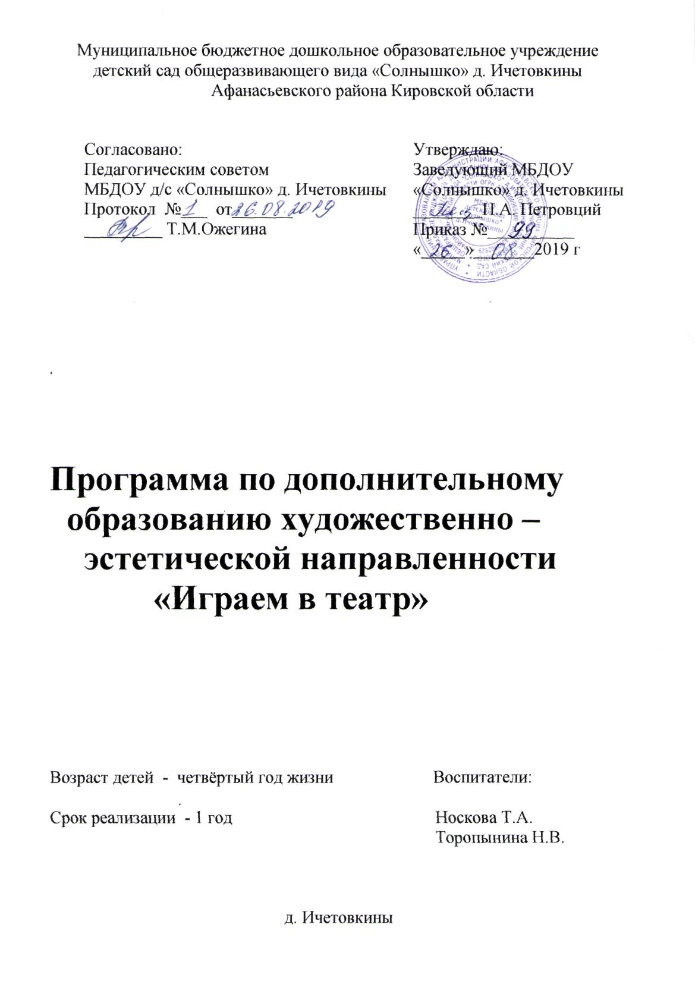 Муниципальное бюджетное дошкольное образовательное учреждение
детский сад общеразвивающего вида «Солнышко» д. Ичетовкины
Афанасьевского района Кировской области
Согласовано:
Педагогическим советом
МБДОУ д/с «Солнышко» д. Ичетовкины
Протокол № 1 от 26.08.2019
Т.М.Ожегина
Утверждаю:
Заведующий МБДОУ
«Солнышко» д. Ичетовкины
Н.А. Петровций
Приказ № 99
«26» 08 2019 г
Программа по дополнительному
образованию художественно –
эстетической направленности
«Играем в театр»
Возраст детей - четвёртый год жизни
Срок реализации - 1 год
Воспитатели:
Носкова Т.А.
Торопынина Н.В.
д. Ичетовкины